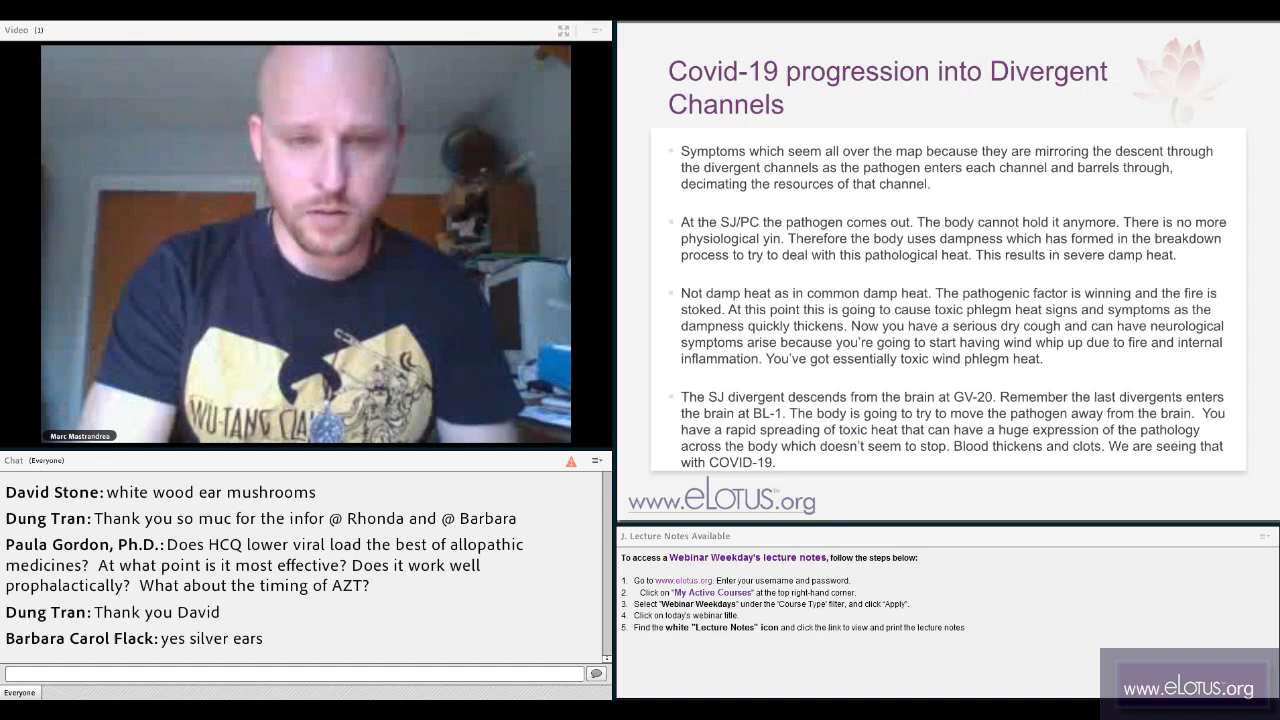 Video (1)
WU-TANG CLA
Marc Mastrandrea
Chat (Everyone)
David Stone: white wood ear mushrooms
Dung Tran: Thank you so muc for the infor @ Rhonda and @ Barbara
Paula Gordon, Ph.D.: Does HCQ lower viral load the best of allopathic
medicines? At what point is it most effective? Does it work well
prophalactically? What about the timing of AZT?
Dung Tran: Thank you David
Barbara Carol Flack: yes silver ears
Everyone
Covid-19 progression into Divergent
Channels
Symptoms which seem all over the map because they are mirroring the descent through
the divergent channels as the pathogen enters each channel and barrels through,
decimating the resources of that channel.
At the SJ/PC the pathogen comes out. The body cannot hold it anymore. There is no more
physiological yin. Therefore the body uses dampness which has formed in the breakdown
process to try to deal with this pathological heat. This results in severe damp heat.
Not damp heat as in common damp heat. The pathogenic factor is winning and the fire is
stoked. At this point this is going to cause toxic phlegm heat signs and symptoms as the
dampness quickly thickens. Now you have a serious dry cough and can have neurological
symptoms arise because you're going to start having wind whip up due to fire and internal
inflammation. You've got essentially toxic wind phlegm heat.
The SJ divergent descends from the brain at GV-20. Remember the last divergents enters
the brain at BL-1. The body is going to try to move the pathogen away from the brain. You
have a rapid spreading of toxic heat that can have a huge expression of the pathology
across the body which doesn't seem to stop. Blood thickens and clots. We are seeing that
with COVID-19.
www.eLOTUS.org
J. Lecture Notes Available
To access a Webinar Weekday's lecture notes, follow the steps below:
1. Go to www.elotus.org. Enter your username and password.
2. Click on "My Active Courses" at the top right-hand corner.
3. Select "Webinar Weekdays" under the 'Course Type' filter, and click "Apply".
4. Click on today's webinar title.
5. Find the white "Lecture Notes" icon and click the link to view and print the lecture notes
www.eLOTUS.org